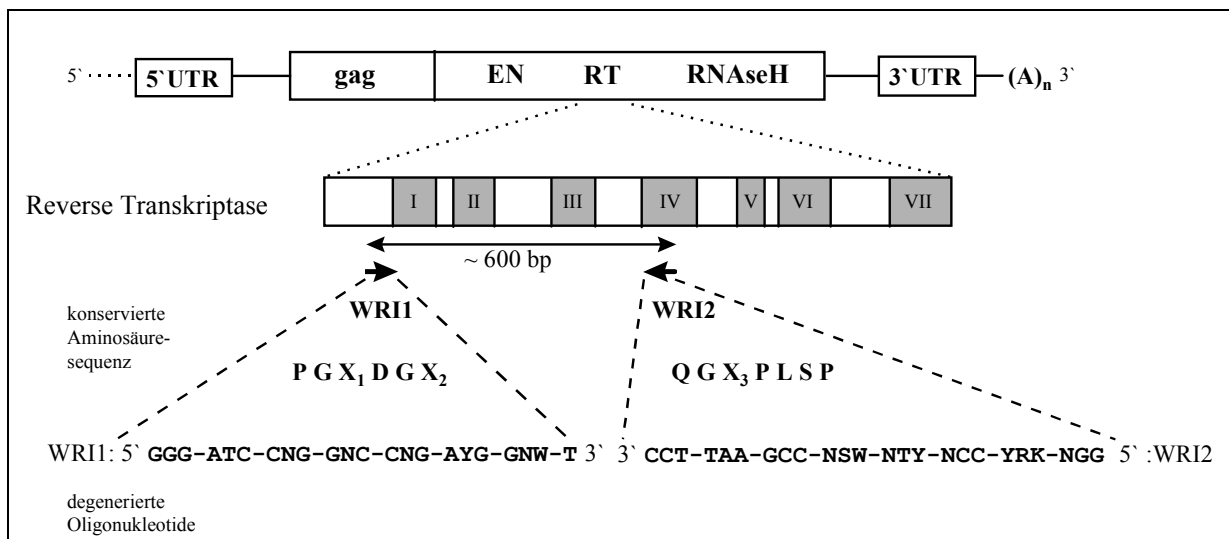 5` 5`UTR gag EN RT RNAseH 3`UTR (A)n 3`
Reverse Transkriptase I II III IV V VI VII
~ 600 bp
WRI1 WRI2
konservierte
Aminosäure-
sequenz
P G X1 D G X2 Q G X3 P L S P
WRI1: 5` GGG-ATC-CNG-GNC-CNG-AYG-GNW-T 3` 3` CCT-TAA-GCC-NSW-NTY-NCC-YRK-NGG 5` :WRI2
degenerierte
Oligonukleotide